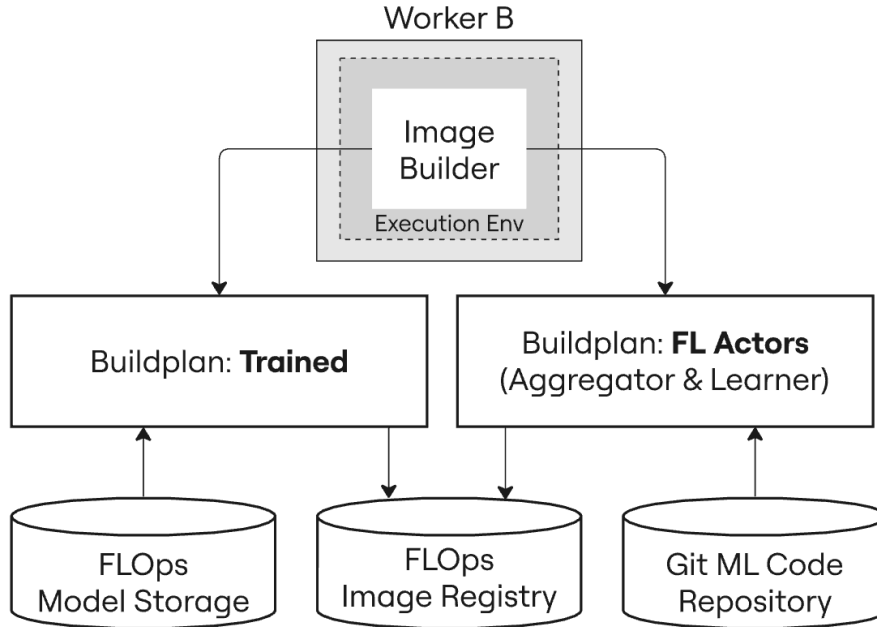 Worker B
Image
Builder
Execution Env
Buildplan: Trained
Buildplan: FL Actors
(Aggregator & Learner)
FLOps
Model Storage
FLOps
Image Registry
Git ML Code
Repository